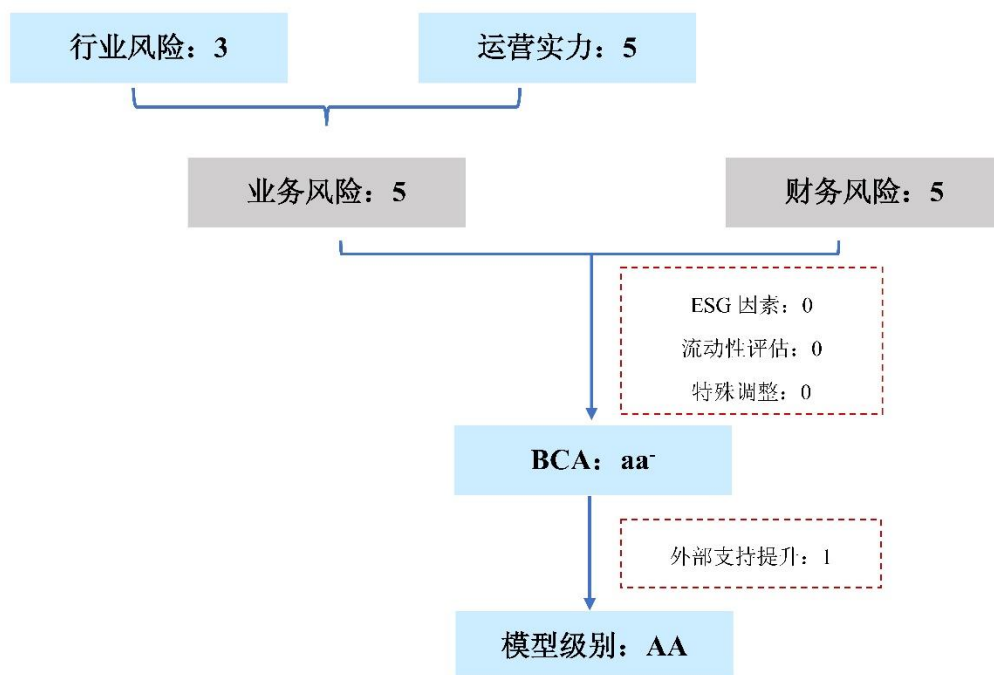 行业风险：3
运营实力：5
业务风险：5
财务风险：5
ESG 因素：0
流动性评估：0
特殊调整：0
BCA：aa-
外部支持提升：1
模型级别：AA